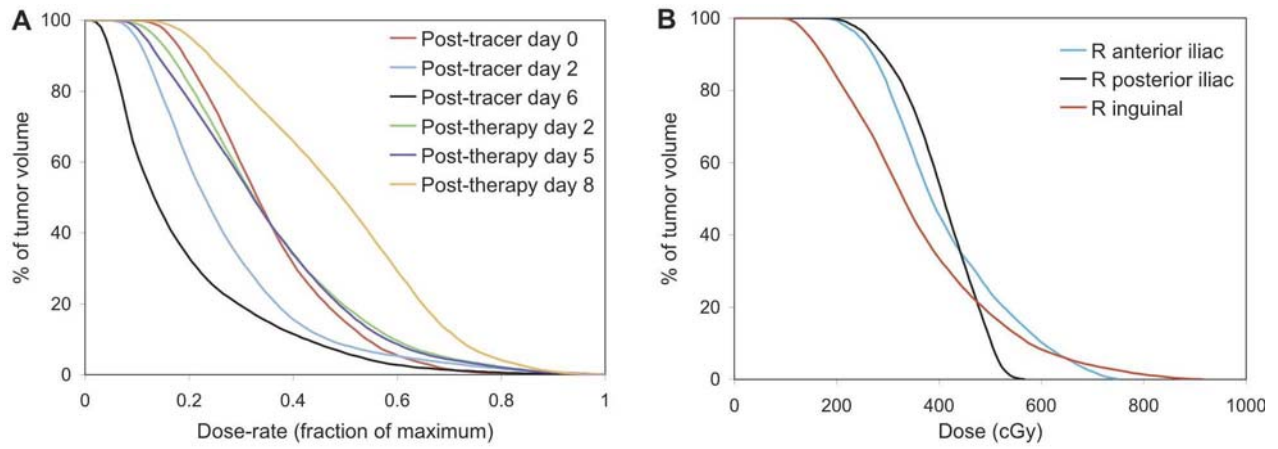 A
100
80
60
40
20
0
% of tumor volume
Post-tracer day 0
Post-tracer day 2
Post-tracer day 6
Post-therapy day 2
Post-therapy day 5
Post-therapy day 8
0 0.2 0.4 0.6 0.8 1
Dose-rate (fraction of maximum)
B
100
80
60
40
20
0
% of tumor volume
R anterior iliac
R posterior iliac
R inguinal
0 200 400 600 800 1000
Dose (cGy)